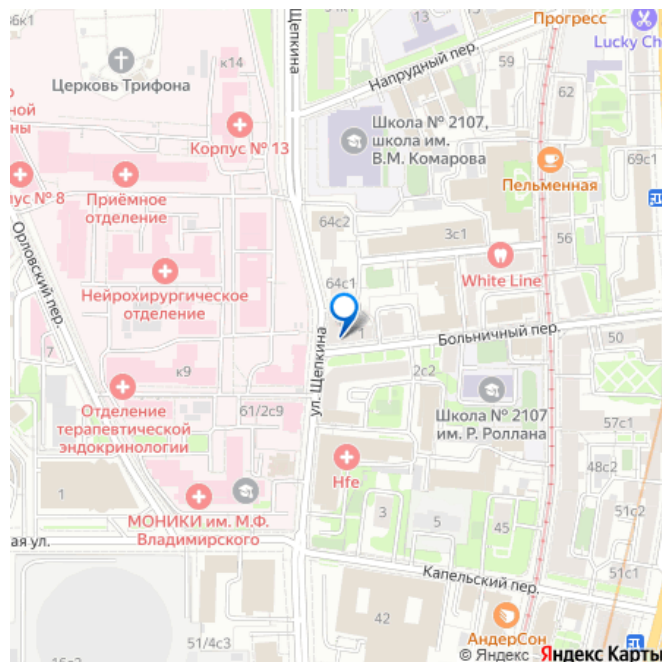 36к1
Щепкина
13
Прогресс
Lucky Ch
Церковь Трифона
к14
Напрудный пер.
59
62
Корпус № 13
Школа № 2107,
школа им.
В.М. Комарова
69с1
ной
ны
Пельменная
пус № 8
Приёмное
отделение
Орловский пер.
64с2
3с1
56
White Line
Нейрохирургическое
отделение
64с1
1
Больничный пер.
50
7
к9
ул. Щепкина
2с2
Отделение
терапевтической
эндокринологии
61/2с9
Школа № 2107
им. Р. Роллана
57с1
48с2
Hfe
1
51с2
МОНИКИ им. М.Ф.
Владимирского
3
5
45
ая ул.
Капельский пер.
51с1
42
51/4с3
АндерСон
© Яндекс Яндекс Карты